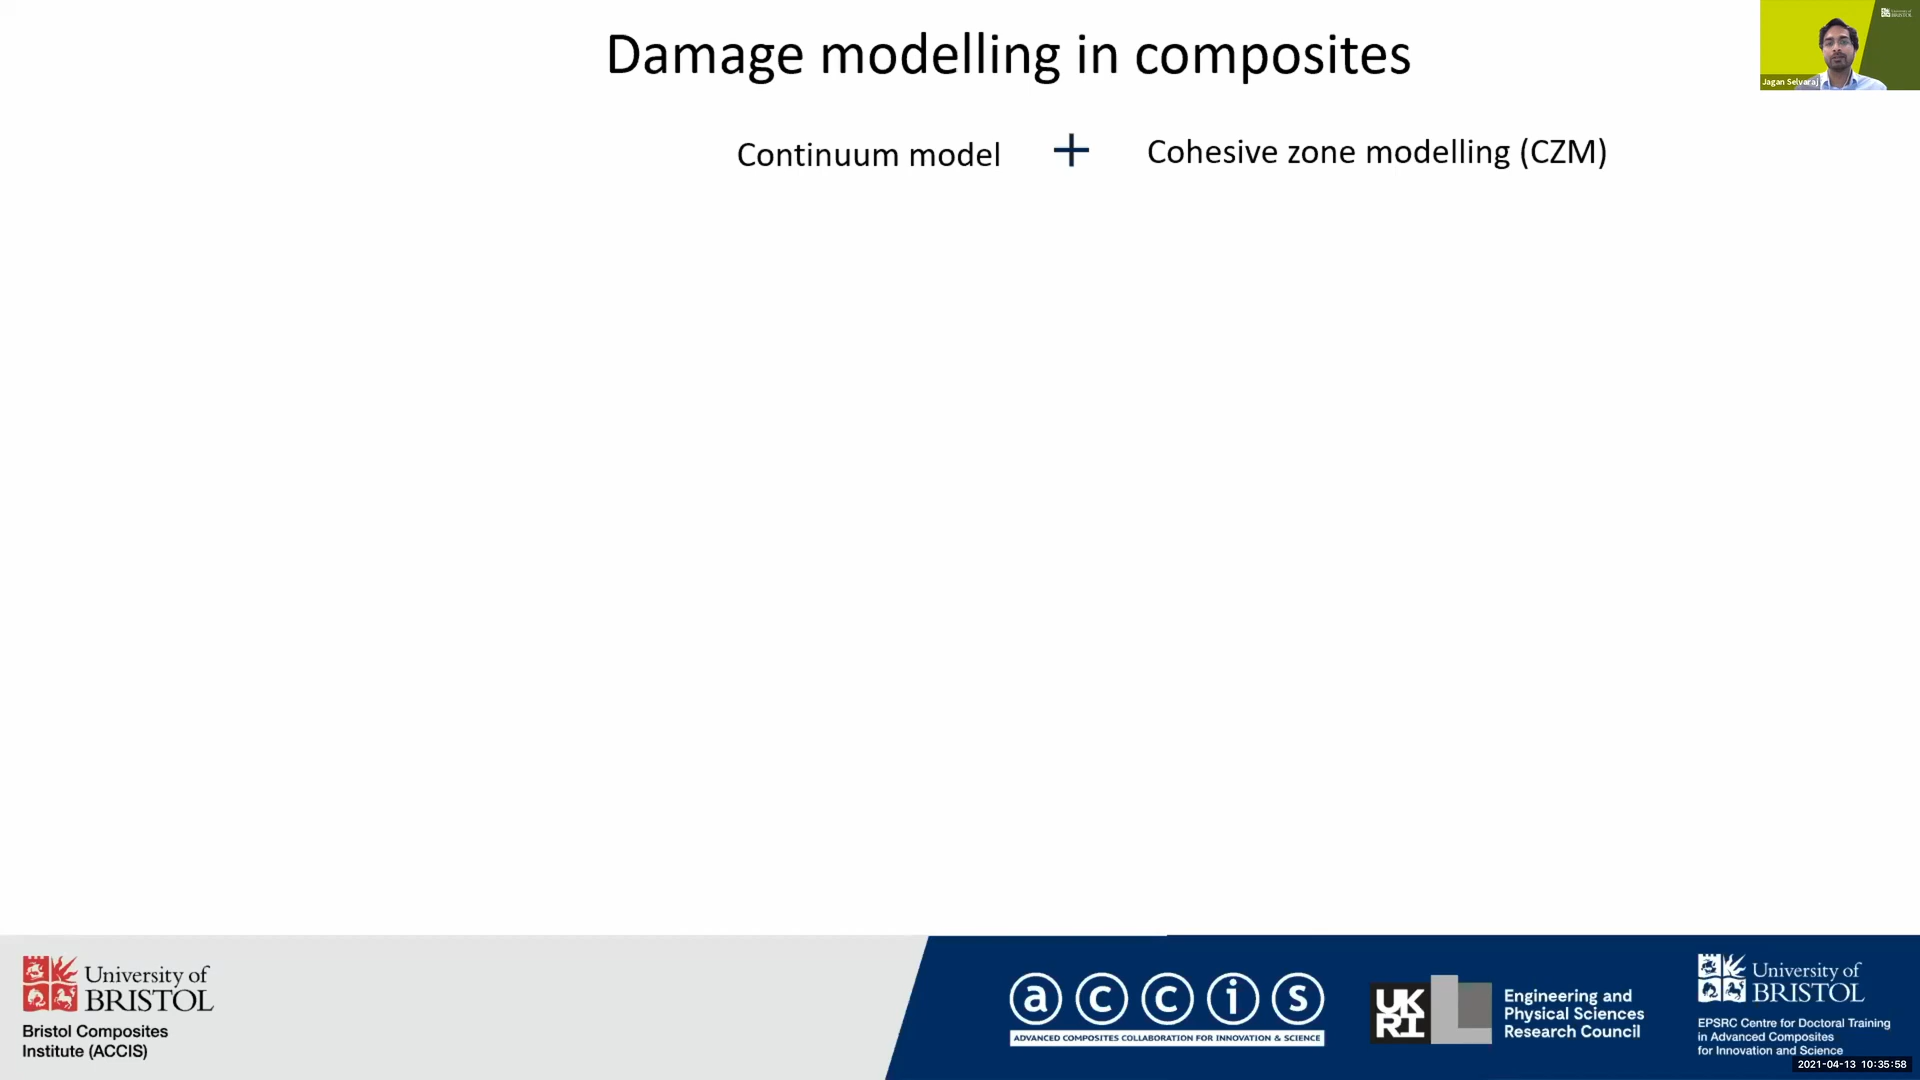 Damage modelling in composites
Continuum model + Cohesive zone modelling (CZM)
Jagan Selvaraj
University of
BRISTOL
Bristol Composites
Institute (ACCIS)
accis
ADVANCED COMPOSITES COLLABORATION FOR INNOVATION & SCIENCE
UK
RI
Engineering and
Physical Sciences
Research Council
University of
BRISTOL
EPSRC Centre for Doctoral Training
in Advanced Composites
for Innovation and Science
2021-04-13 10:35:58